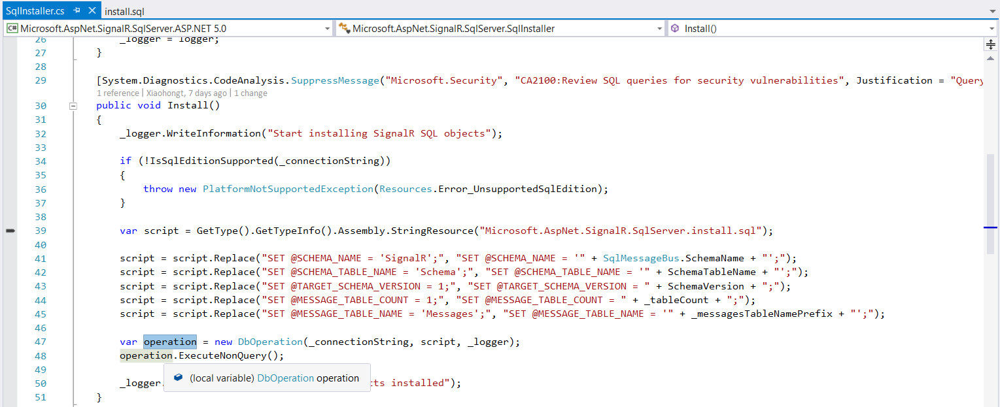 SqlInstaller.cs install.sql
C# Microsoft.AspNet.SignalR.SqlServer.ASP.NET 5.0 Microsoft.AspNet.SignalR.SqlServer.SqlInstaller Install()
26 _logger = logger;
27 }
28
29 [System.Diagnostics.CodeAnalysis.SuppressMessage("Microsoft.Security", "CA2100:Review SQL queries for security vulnerabilities", Justification = "Query
1 reference | Xiaohongt, 7 days ago | 1 change
30 public void Install()
31 {
32 _logger.WriteInformation("Start installing SignalR SQL objects");
33
34 if (!IsSqlEditionSupported(_connectionString))
35 {
36 throw new PlatformNotSupportedException(Resources.Error_UnsupportedSqlEdition);
37 }
38
39 var script = GetType().GetTypeInfo().Assembly.StringResource("Microsoft.AspNet.SignalR.SqlServer.install.sql");
40
41 script = script.Replace("SET @SCHEMA_NAME = 'SignalR';", "SET @SCHEMA_NAME = '" + SqlMessageBus.SchemaName + "';");
42 script = script.Replace("SET @SCHEMA_TABLE_NAME = 'Schema';", "SET @SCHEMA_TABLE_NAME = '" + SchemaTableName + "';");
43 script = script.Replace("SET @TARGET_SCHEMA_VERSION = 1;", "SET @TARGET_SCHEMA_VERSION = " + SchemaVersion + ";");
44 script = script.Replace("SET @MESSAGE_TABLE_COUNT = 1;", "SET @MESSAGE_TABLE_COUNT = " + _tableCount + ";");
45 script = script.Replace("SET @MESSAGE_TABLE_NAME = 'Messages';", "SET @MESSAGE_TABLE_NAME = '" + _messagesTableNamePrefix + "';");
46
47 var operation = new DbOperation(_connectionString, script, _logger);
48 operation.ExecuteNonQuery();
49
(local variable) DbOperation operation
50 _logger. cts installed");
51 }